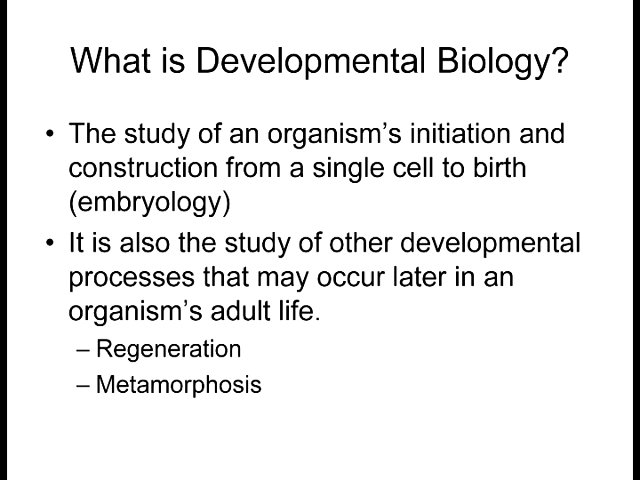 What is Developmental Biology?
• The study of an organism’s initiation and
construction from a single cell to birth
(embryology)
• It is also the study of other developmental
processes that may occur later in an
organism’s adult life.
– Regeneration
– Metamorphosis